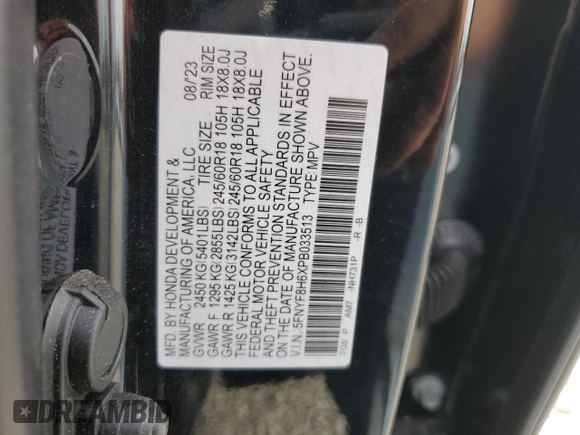 MFD. BY HONDA DEVELOPMENT & 08/23
MANUFACTURING OF AMERICA, LLC
GVWR 2450 KG(5401LBS) TIRE SIZE RIM SIZE
GAWR F 1295 KG(2855LBS)245/60R18 105H 18X8.0J
GAWR R 1425 KG(3142LBS)245/60R18 105H 18X8.0J
THIS VEHICLE CONFORMS TO ALL APPLICABLE
FEDERAL MOTOR VEHICLE SAFETY
AND THEFT PREVENTION STANDARDS IN EFFECT
ON THE DATE OF MANUFACTURE SHOWN ABOVE.
V.I.N.:5FNYF8H6XPB033513 TYPE:MPV
TGS P AM7 -NH731P -R -B
DREAMBID